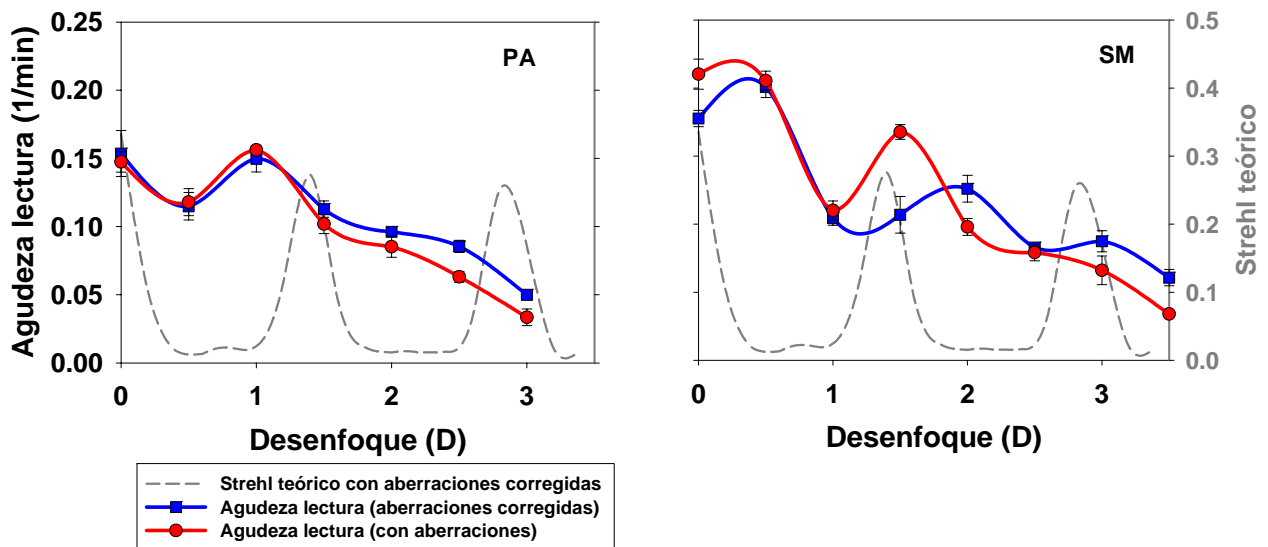 0.25
0.20
0.15
0.10
0.05
0.00
Agudeza lectura (1/min)
PA
0 1 2 3
Desenfoque (D)
SM
0.5
0.4
0.3
0.2
0.1
0.0
Strehl teórico
0 1 2 3
Desenfoque (D)
Strehl teórico con aberraciones corregidas
Agudeza lectura (aberraciones corregidas)
Agudeza lectura (con aberraciones)